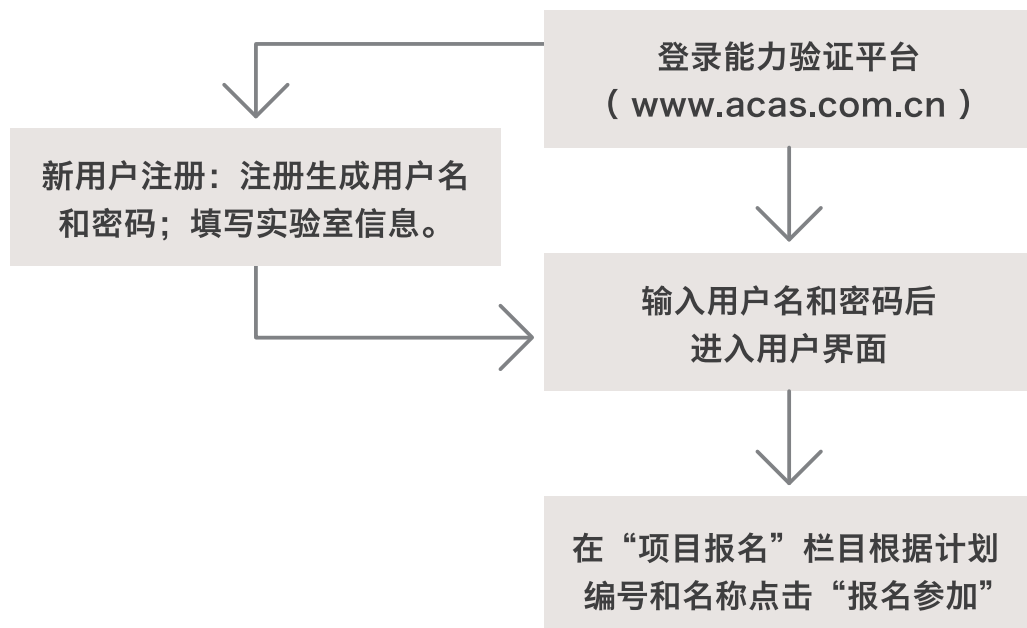 登录能力验证平台
（www.acas.com.cn）
新用户注册：注册生成用户名
和密码；填写实验室信息。
输入用户名和密码后
进入用户界面
在“项目报名”栏目根据计划
编号和名称点击“报名参加”